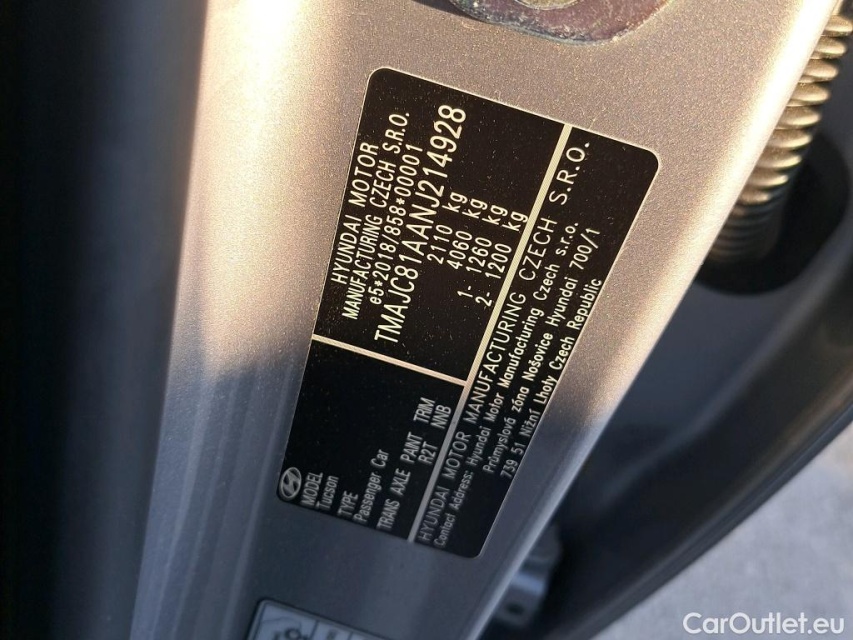 HYUNDAI MOTOR
MANUFACTURING CZECH S.R.O.
e5*2018/858*00001
TMAJC81AANJ214928
2110 kg
4060 kg
1- 1260 kg
2- 1200 kg
MODEL
Tucson
TYPE
Passenger Car
TRANS AXLE PAINT TRIM
R2T NNB
HYUNDAI MOTOR MANUFACTURING CZECH S.R.O.
Contact Address: Hyundai Motor Manufacturing Czech s.r.o.
Průmyslová zóna Nošovice Hyundai 700/1
739 51 Nižní Lhoty Czech Republic
CarOutlet.eu